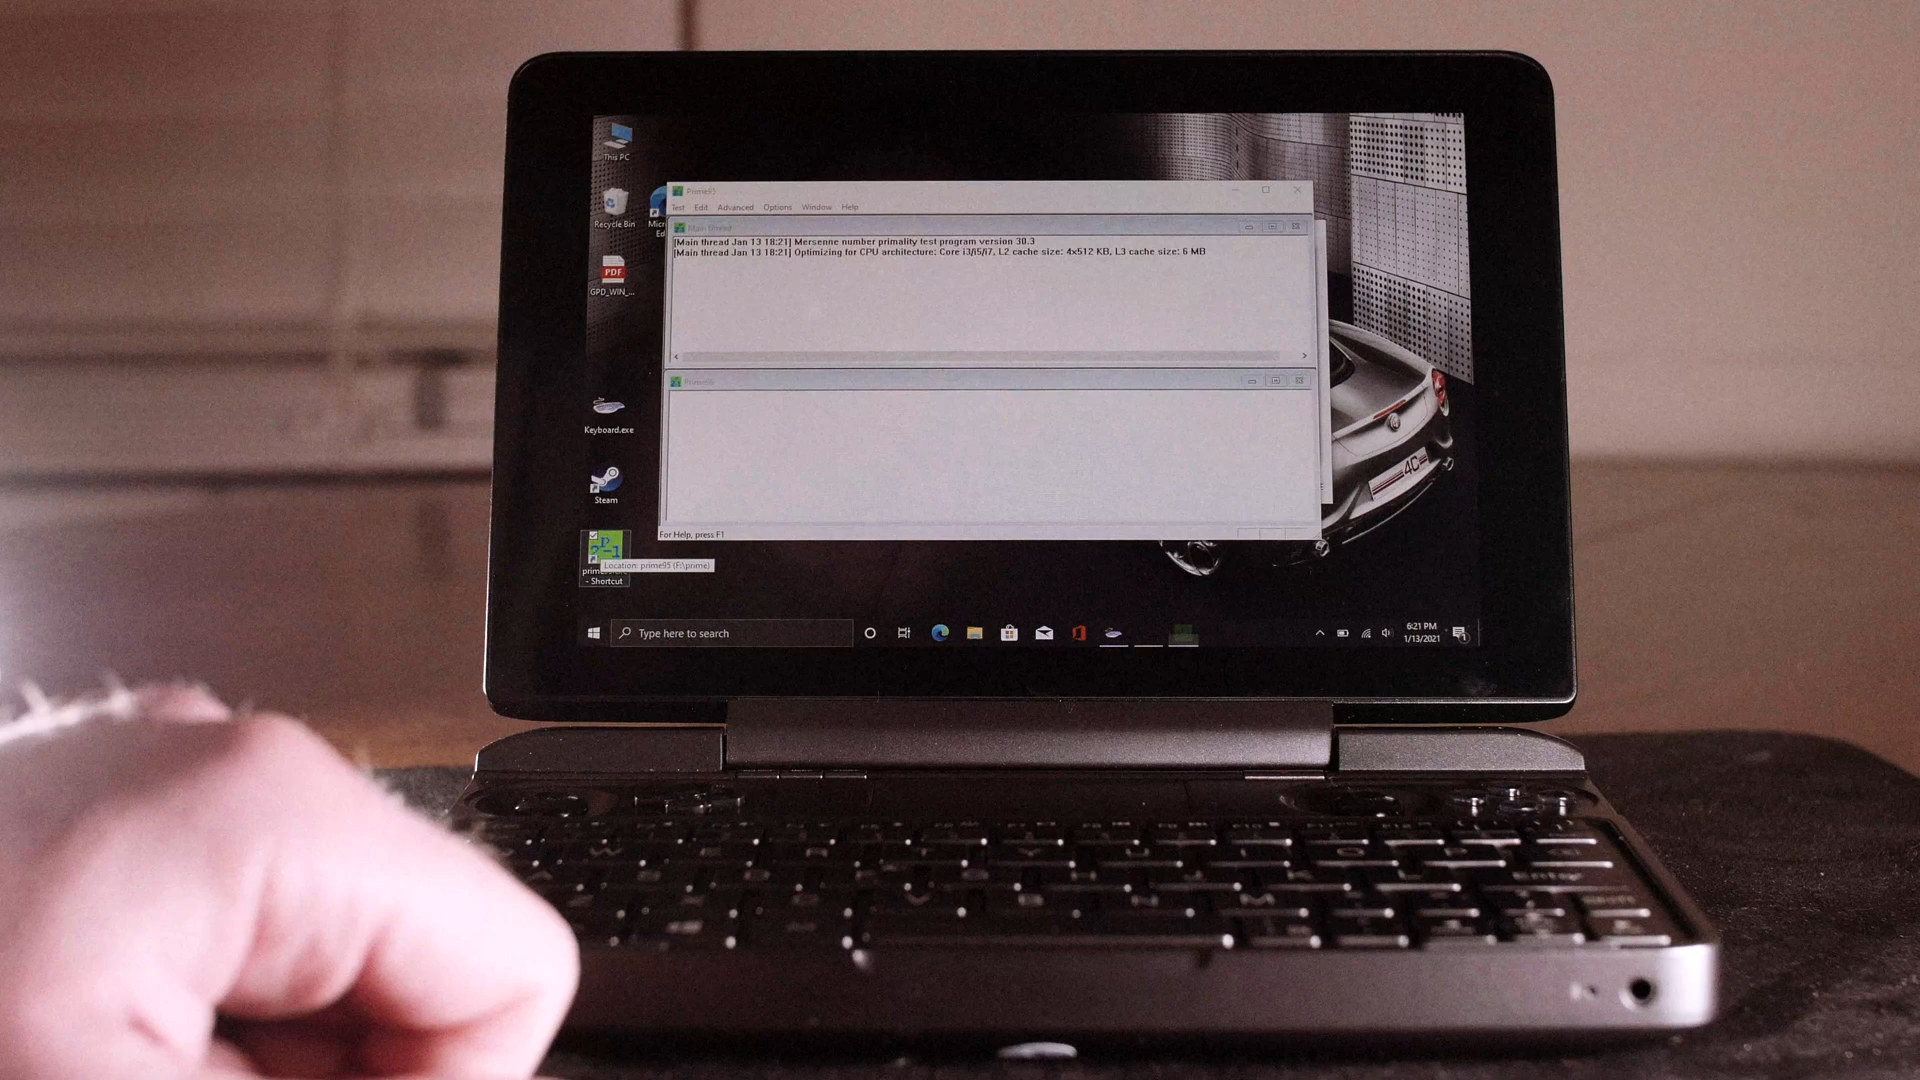 This PC
Recycle Bin
PDF
GPD_WIN_...
Keyboard.exe
Steam
- Shortcut
Location: prime95 (F:\prime)
Prime95
Test Edit Advanced Options Window Help
Main thread
[Main thread Jan 13 18:21] Mersenne number primality test program version 30.3
[Main thread Jan 13 18:21] Optimizing for CPU architecture: Core i3/i5/i7, L2 cache size: 4x512 KB, L3 cache size: 6 MB
For Help, press F1
4C
Type here to search
6:21 PM
1/13/2021